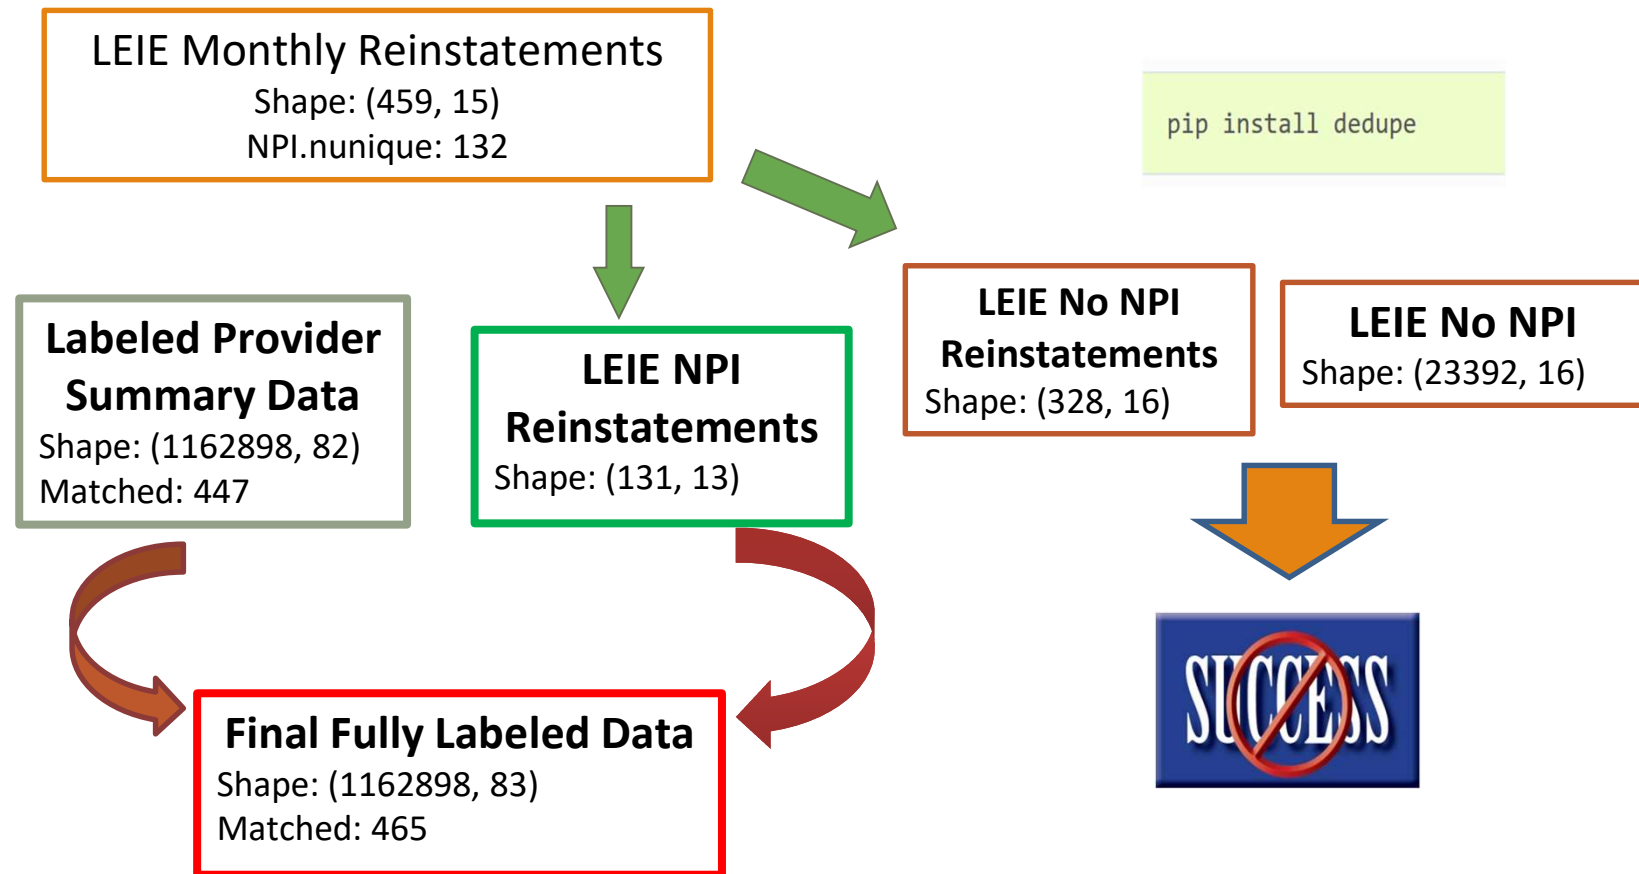 LEIE Monthly Reinstatements
Shape: (459, 15)
NPI.nunique: 132
pip install dedupe
Labeled Provider
Summary Data
Shape: (1162898, 82)
Matched: 447
LEIE NPI
Reinstatements
Shape: (131, 13)
LEIE No NPI
Reinstatements
Shape: (328, 16)
LEIE No NPI
Shape: (23392, 16)
Final Fully Labeled Data
Shape: (1162898, 83)
Matched: 465
SUCCESS